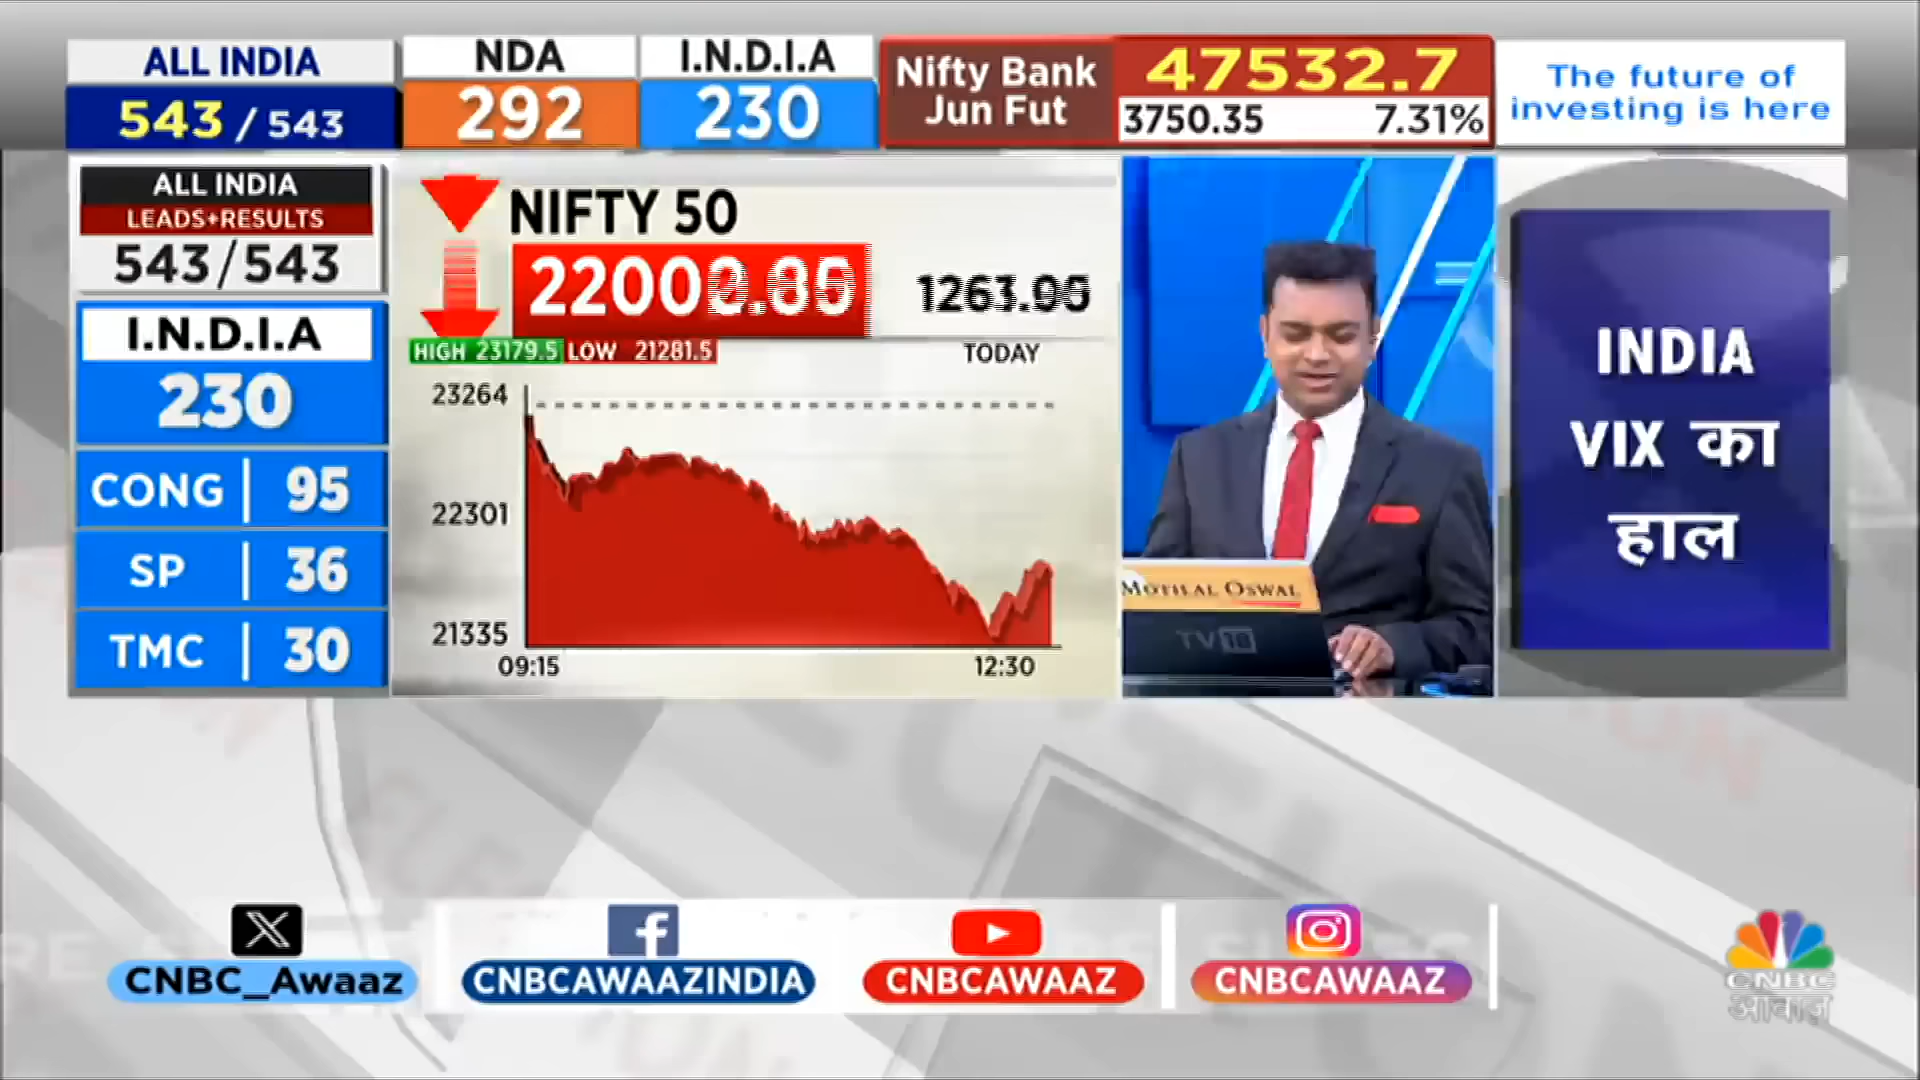 ALL INDIA
543 / 543
NDA
292
I.N.D.I.A
230
Nifty Bank
Jun Fut
47532.7
3750.35 7.31%
The future of
investing is here
ALL INDIA
LEADS+RESULTS
543/543
I.N.D.I.A
230
CONG 95
SP 36
TMC 30
NIFTY 50
HIGH 23179.5 LOW 21281.5
TODAY
23264
22301
21335
09:15 12:30
MOTILAL OSWAL
TV18
INDIA
VIX का
हाल
CNBC_Awaaz
CNBCAWAAZINDIA
CNBCAWAAZ
CNBCAWAAZ
CNBC
आवाज़